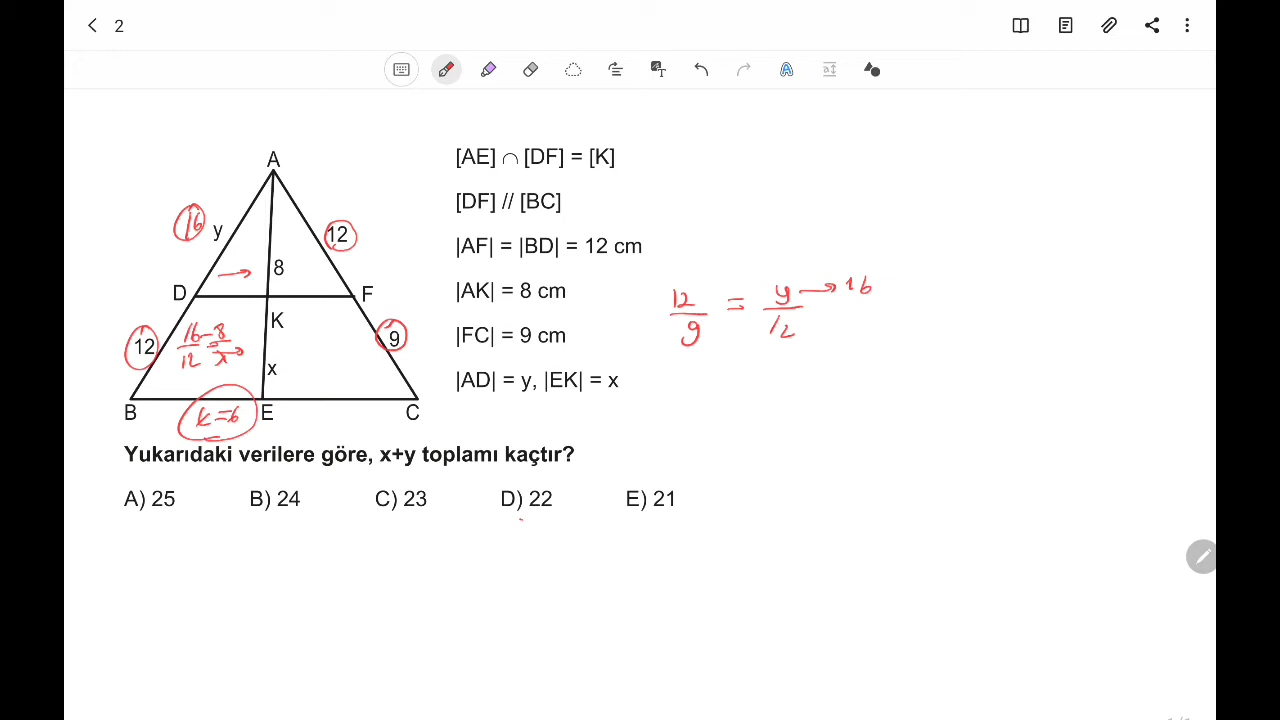 2
A
[AE] ∩ [DF] = [K]
[DF] // [BC]
16 y 12
|AF| = |BD| = 12 cm
8
D F
|AK| = 8 cm
12/9 = y/12 → 16
K
12 16/12 = 8/x 9
|FC| = 9 cm
x
|AD| = y, |EK| = x
B E C
x=6
Yukarıdaki verilere göre, x+y toplamı kaçtır?
A) 25 B) 24 C) 23 D) 22 E) 21